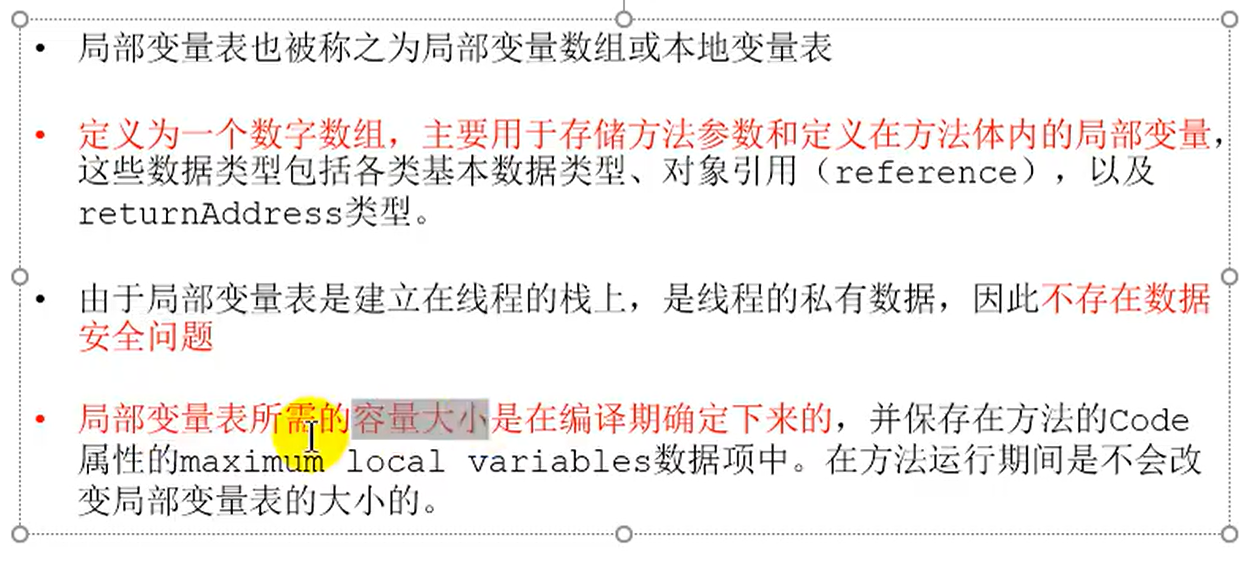 • 局部变量表也被称之为局部变量数组或本地变量表
• 定义为一个数字数组，主要用于存储方法参数和定义在方法体内的局部变量，
这些数据类型包括各类基本数据类型、对象引用（reference），以及
returnAddress类型。
• 由于局部变量表是建立在线程的栈上，是线程的私有数据，因此不存在数据
安全问题
• 局部变量表所需的容量大小是在编译期确定下来的，并保存在方法的Code
属性的maximum local variables数据项中。在方法运行期间是不会改
变局部变量表的大小的。